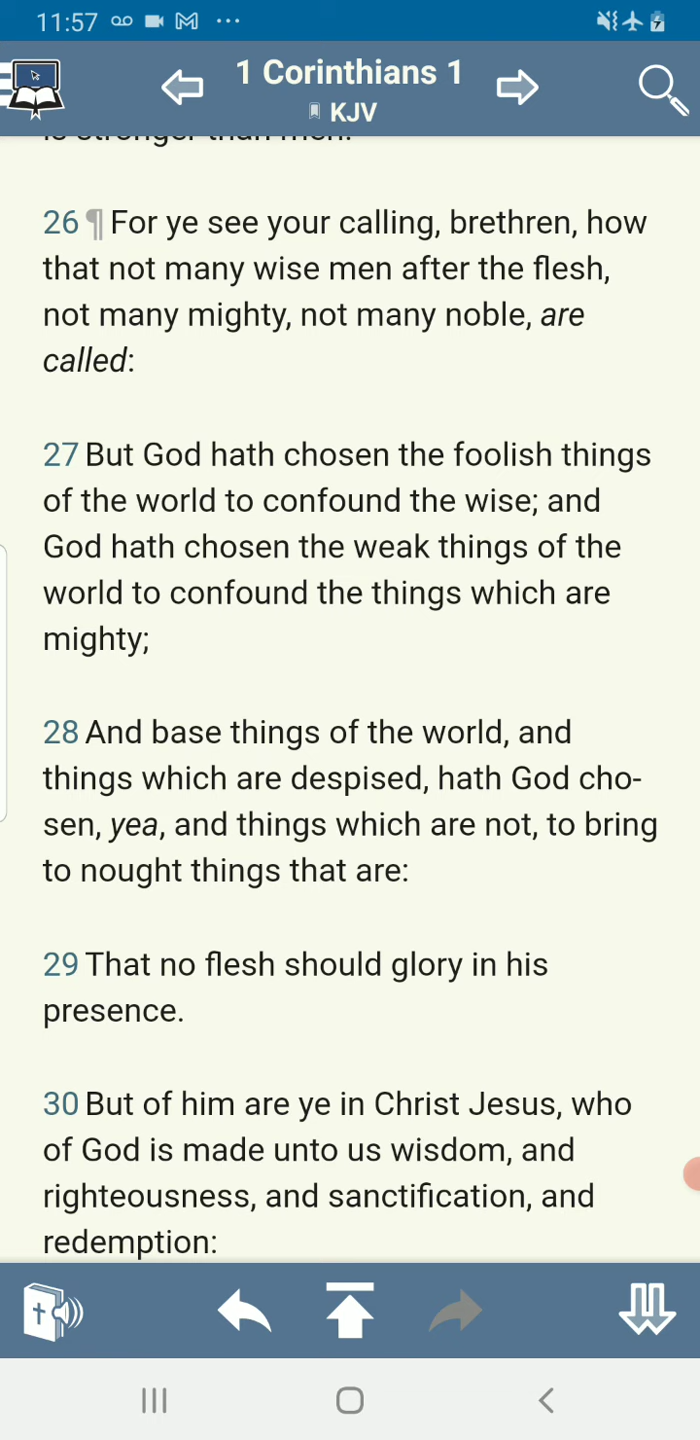 11:57
1 Corinthians 1
KJV
is stronger than men.
26 ¶ For ye see your calling, brethren, how
that not many wise men after the flesh,
not many mighty, not many noble, are
called:
27 But God hath chosen the foolish things
of the world to confound the wise; and
God hath chosen the weak things of the
world to confound the things which are
mighty;
28 And base things of the world, and
things which are despised, hath God cho-
sen, yea, and things which are not, to bring
to nought things that are:
29 That no flesh should glory in his
presence.
30 But of him are ye in Christ Jesus, who
of God is made unto us wisdom, and
righteousness, and sanctification, and
redemption: